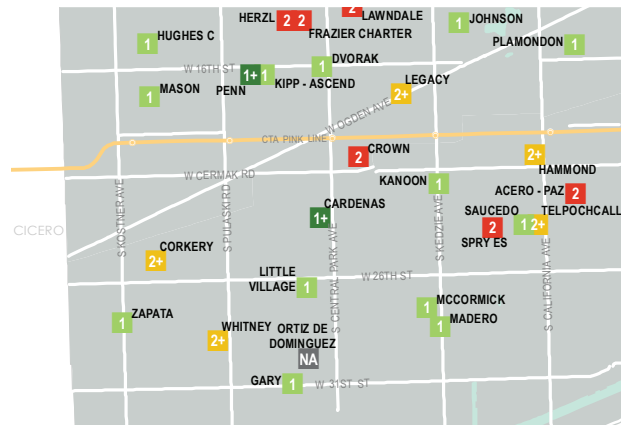 HERZL
2
2
2
LAWNDALE
FRAZIER CHARTER
1
JOHNSON
HUGHES C
1
PLAMONDON
1
DVORAK
1
W 16TH ST
1+
1
PENN
KIPP - ASCEND
LEGACY
2+
MASON
1
W OGDEN AVE
CTA PINK LINE
CROWN
2
2+
HAMMOND
W CERMAK RD
KANOON
1
ACERO - PAZ
2
S KOSTNER AVE
S PULASKI RD
CARDENAS
1+
S CENTRAL PARK AVE
S KEDZIE AVE
SAUCEDO
2
SPRY ES
1
2+
TELPOCHCALL
S CALIFORNIA AVE
CICERO
CORKERY
2+
LITTLE
VILLAGE
1
W 26TH ST
ZAPATA
1
WHITNEY
2+
ORTIZ DE
DOMINGUEZ
NA
MCCORMICK
1
MADERO
1
GARY
1
W 31ST ST